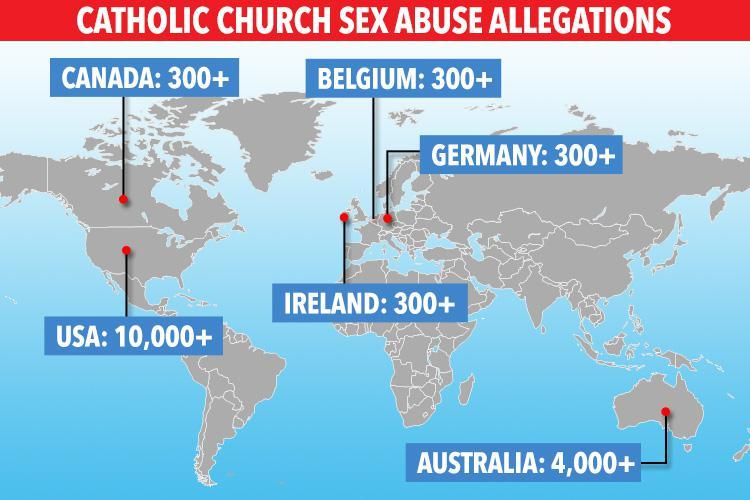 CATHOLIC CHURCH SEX ABUSE ALLEGATIONS
CANADA: 300+
BELGIUM: 300+
GERMANY: 300+
IRELAND: 300+
USA: 10,000+
AUSTRALIA: 4,000+